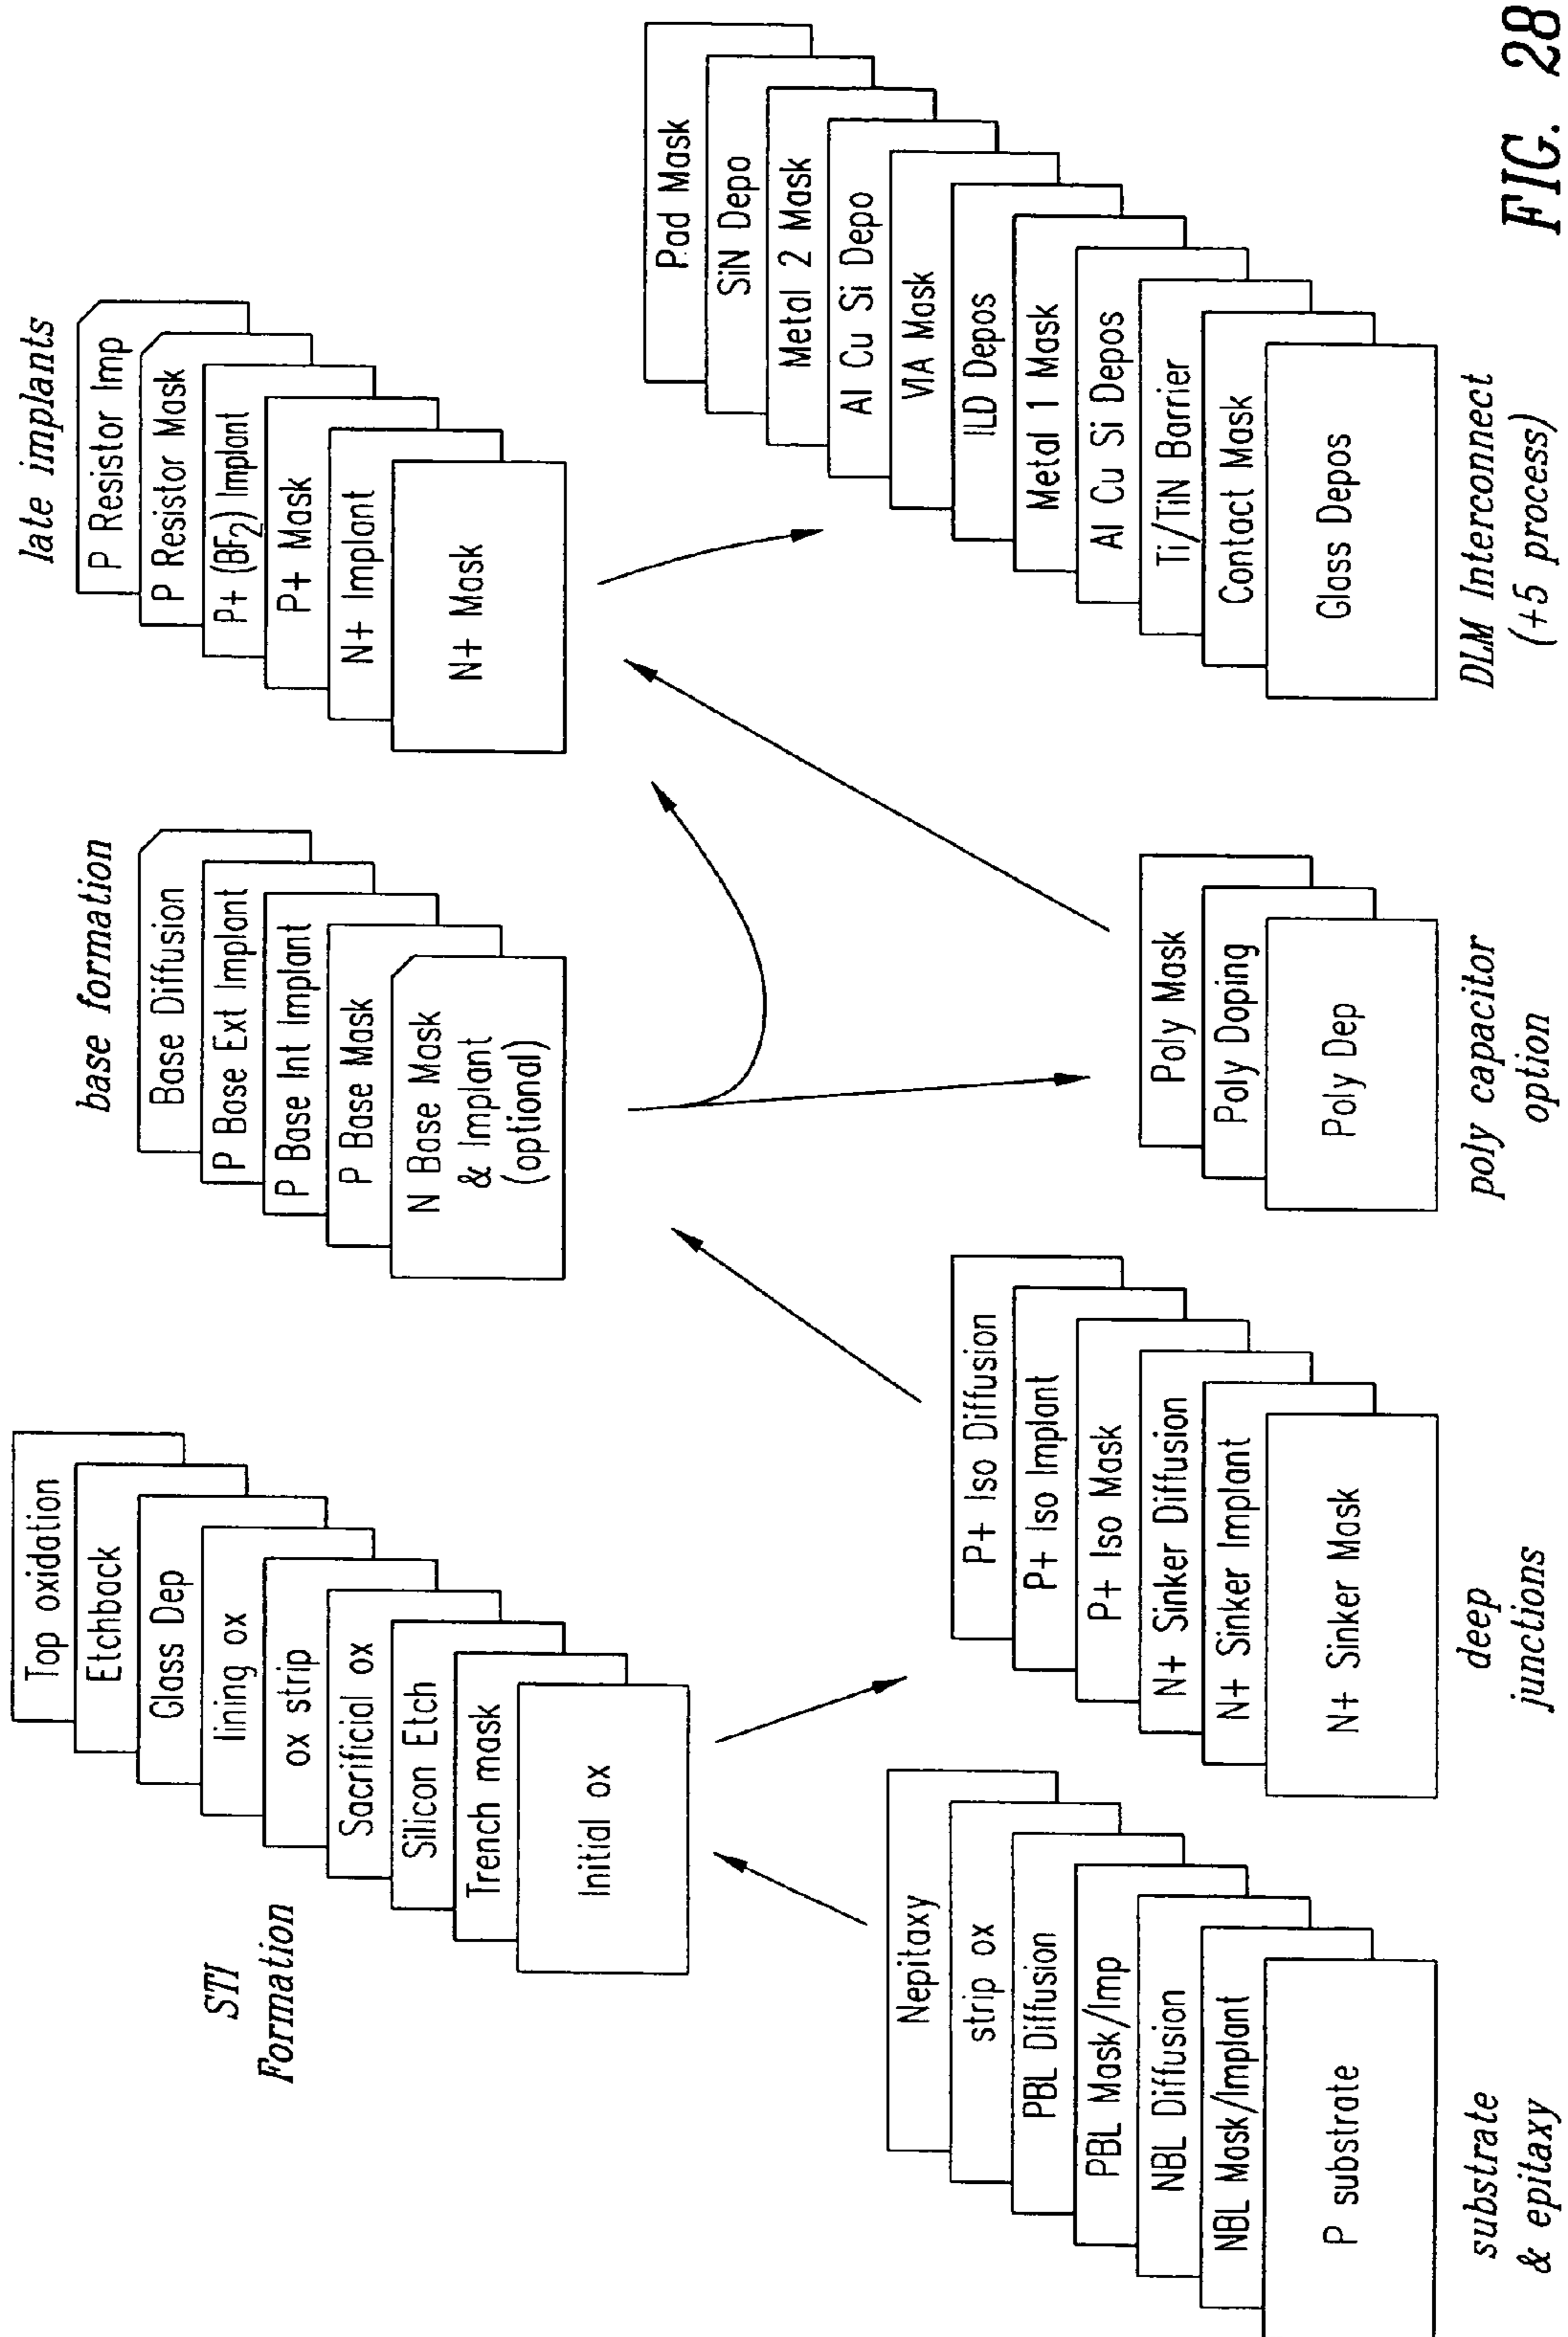 STI
Formation
Top oxidation
Etchback
Glass Dep
lining ox
ox strip
Sacrificial ox
Silicon Etch
Trench mask
Initial ox
base formation
Base Diffusion
P Base Ext Implant
P Base Int Implant
P Base Mask
N Base Mask
& Implant
(optional)
late implants
P Resistor Imp
P Resistor Mask
P+ (BF2) Implant
P+ Mask
N+ Implant
N+ Mask
Nepitaxy
strip ox
PBL Diffusion
PBL Mask/Imp
NBL Diffusion
NBL Mask/Implant
P substrate
substrate
& epitaxy
P+ Iso Diffusion
P+ Iso Implant
P+ Iso Mask
N+ Sinker Diffusion
N+ Sinker Implant
N+ Sinker Mask
deep
junctions
Poly Mask
Poly Doping
Poly Dep
poly capacitor
option
Pad Mask
SiN Depo
Metal 2 Mask
Al Cu Si Depo
VIA Mask
ILD Depos
Metal 1 Mask
Al Cu Si Depos
Ti/TiN Barrier
Contact Mask
Glass Depos
DLM Interconnect
(+5 process)
FIG. 28